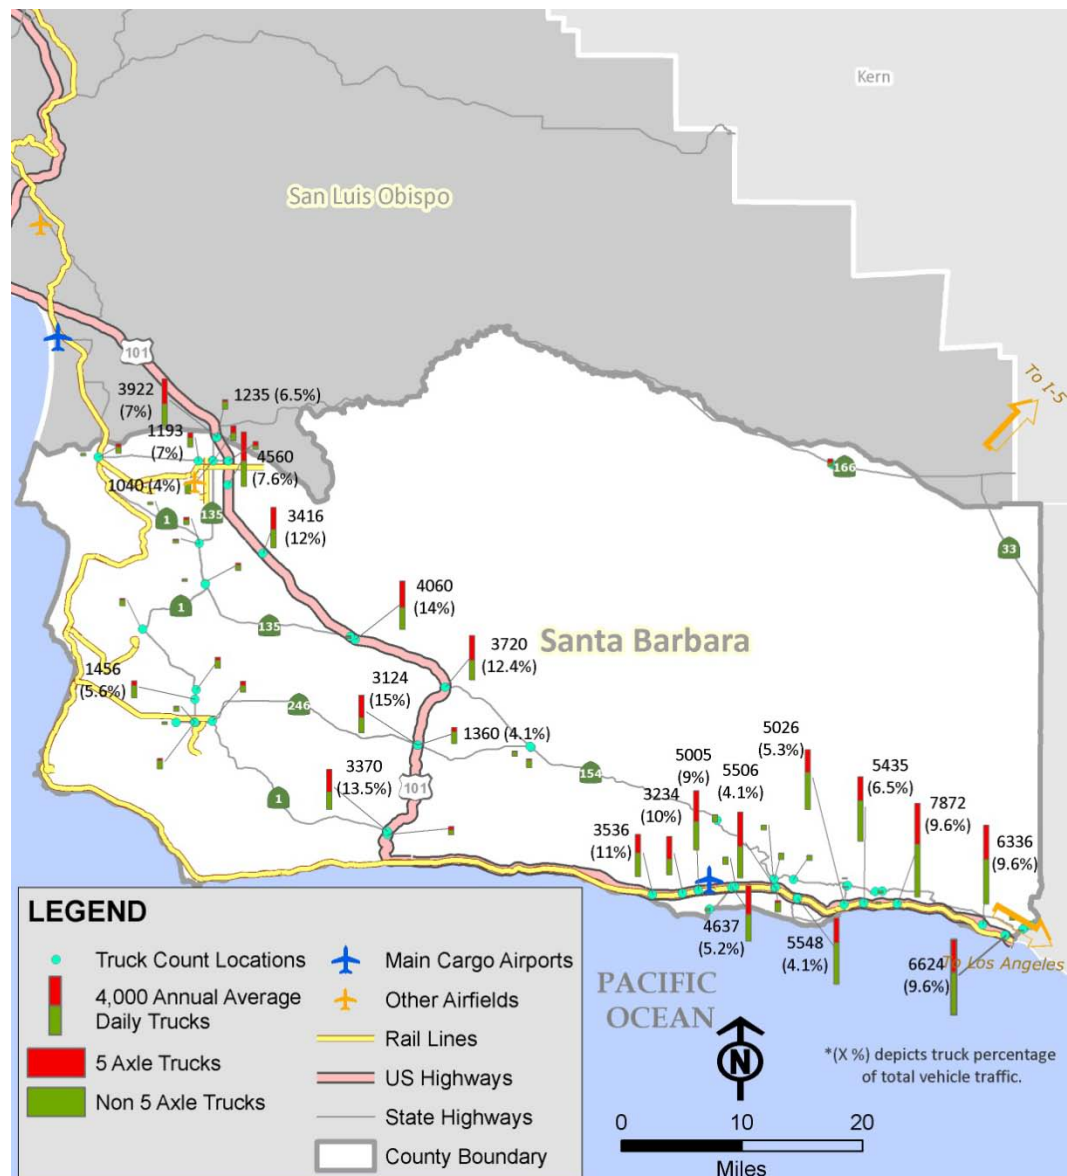 Kern
San Luis Obispo
To I-5
101
3922
(7%)
1235 (6.5%)
1193
(7%)
4560
(7.6%)
1040 (4%)
166
1
135
3416
(12%)
33
4060
(14%)
1
135
Santa Barbara
3720
(12.4%)
1456
(5.6%)
3124
(15%)
246
1360 (4.1%)
5026
(5.3%)
5005
(9%)
5506
(4.1%)
5435
(6.5%)
154
3370
(13.5%)
101
1
3234
(10%)
7872
(9.6%)
3536
(11%)
6336
(9.6%)
4637
(5.2%)
5548
(4.1%)
To Los Angeles
6624
(9.6%)
PACIFIC
OCEAN
N
*(X %) depicts truck percentage
of total vehicle traffic.
0 10 20
Miles
LEGEND
Truck Count Locations
4,000 Annual Average
Daily Trucks
5 Axle Trucks
Non 5 Axle Trucks
Main Cargo Airports
Other Airfields
Rail Lines
US Highways
State Highways
County Boundary